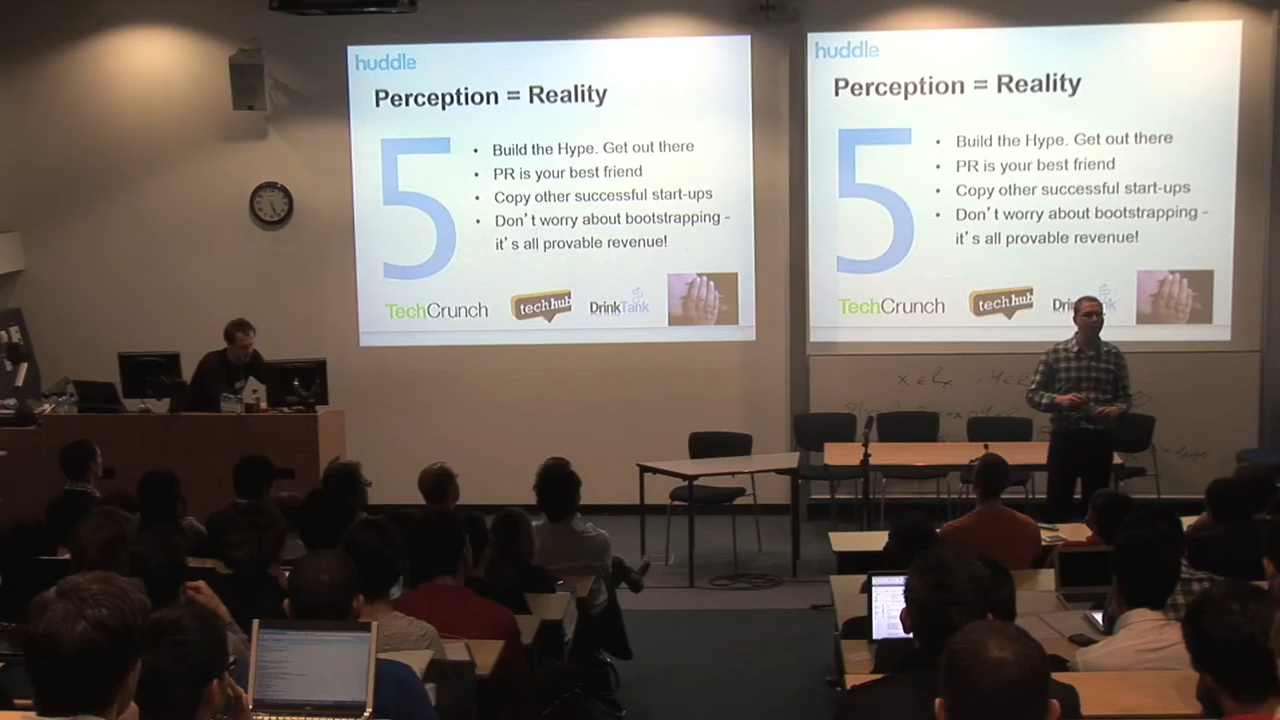 huddle
Perception = Reality
5
• Build the Hype. Get out there
• PR is your best friend
• Copy other successful start-ups
• Don't worry about bootstrapping -
it's all provable revenue!
TechCrunch
techhub
DrinkTank
huddle
Perception = Reality
5
• Build the Hype. Get out there
• PR is your best friend
• Copy other successful start-ups
• Don't worry about bootstrapping -
it's all provable revenue!
TechCrunch
techhub